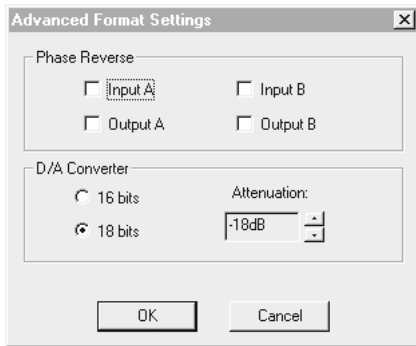 Advanced Format Settings
Phase Reverse
Input A
Input B
Output A
Output B
D/A Converter
16 bits
Attenuation:
18 bits
-18dB
OK
Cancel